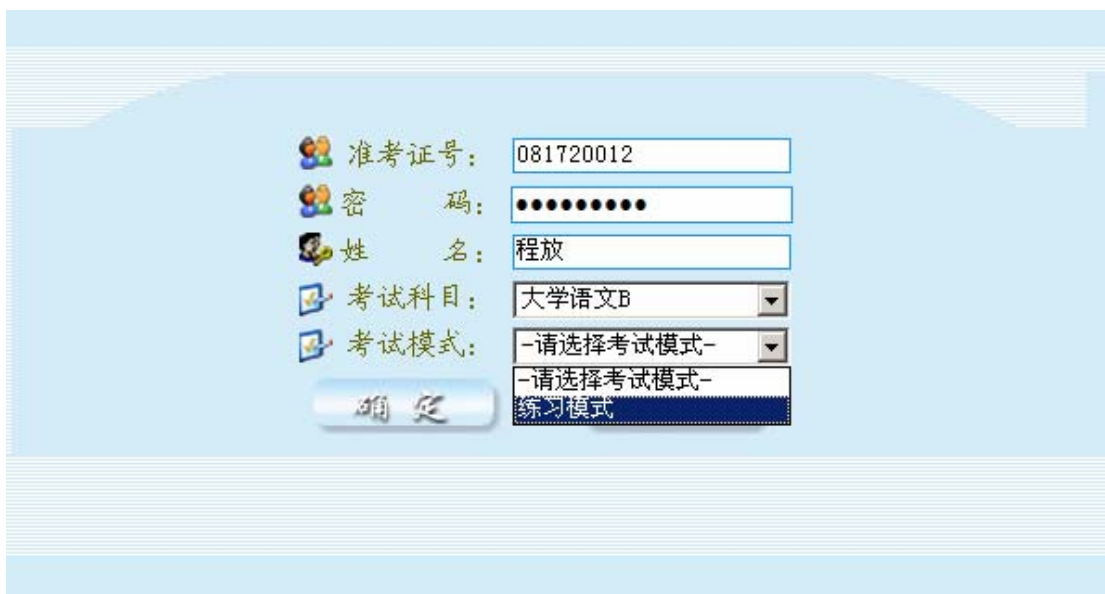 准考证号： 081720012
密 码： ●●●●●●●●●
姓 名： 程放
考试科目： 大学语文B
考试模式： -请选择考试模式-
-请选择考试模式-
练习模式
确 定